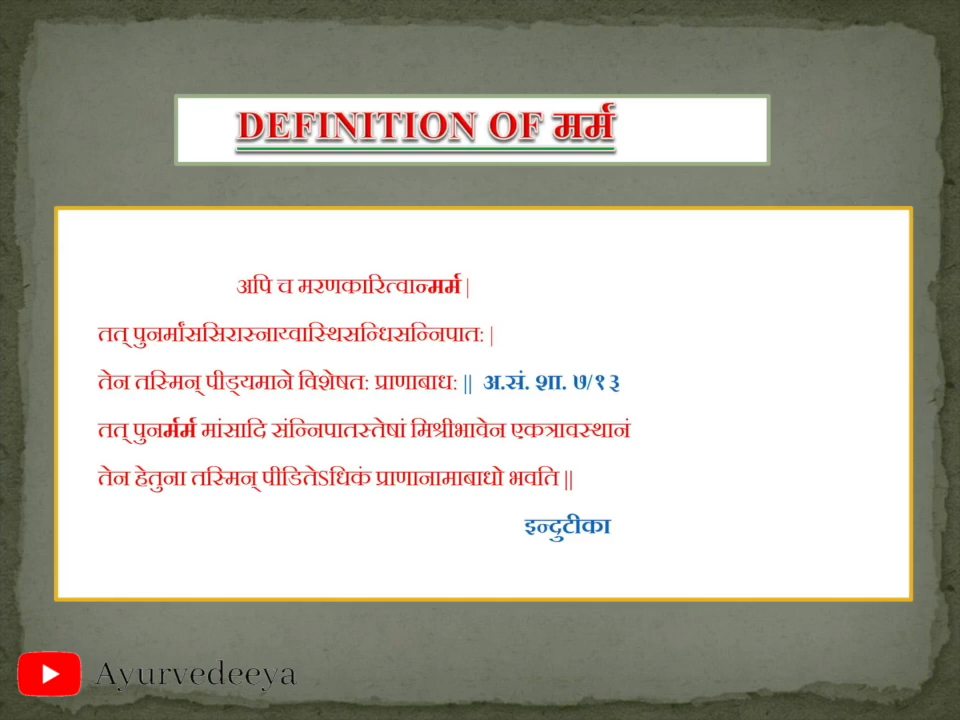 DEFINITION OF मर्म
अपि च मरणकारित्वान्मर्म |
तत् पुनर्मांससिरास्नाय्वास्थिसन्धिसन्निपात: |
तेन तस्मिन् पीड्यमाने विशेषत: प्राणाबाध: || अ.सं. शा. ७/१३
तत् पुनर्मर्म मांसादि संन्निपातस्तेषां मिश्रीभावेन एकत्रावस्थानं
तेन हेतुना तस्मिन् पीडितेऽधिकं प्राणानामाबाधो भवति ||
इन्दुटीका
Ayurvedeeya